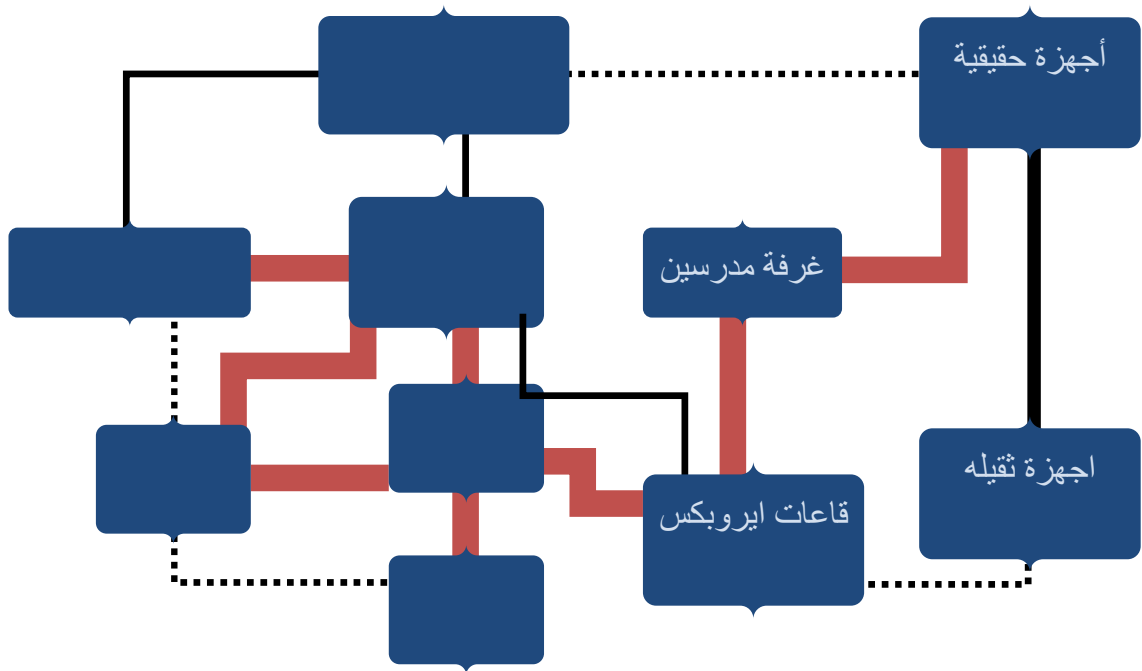 أجهزة حقيقية
غرفة مدرسين
اجهزة ثقيله
قاعات ايروبكس